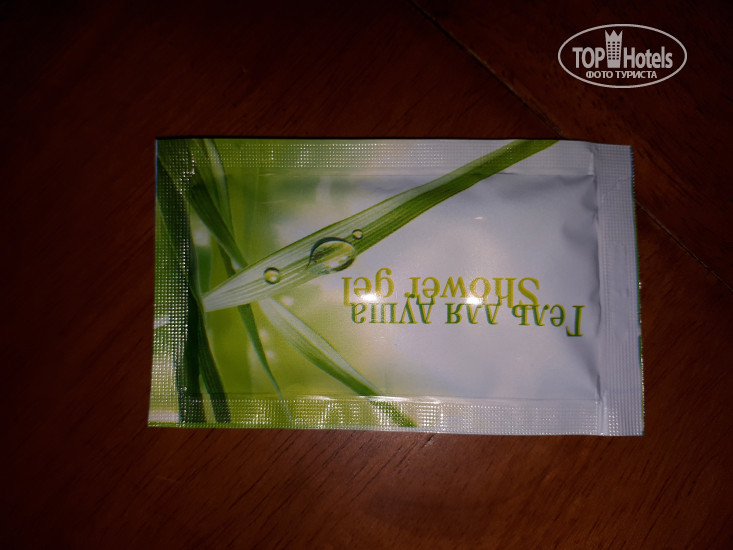 TOP Hotels
ФОТО ТУРИСТА
Гель для душа
Shower gel